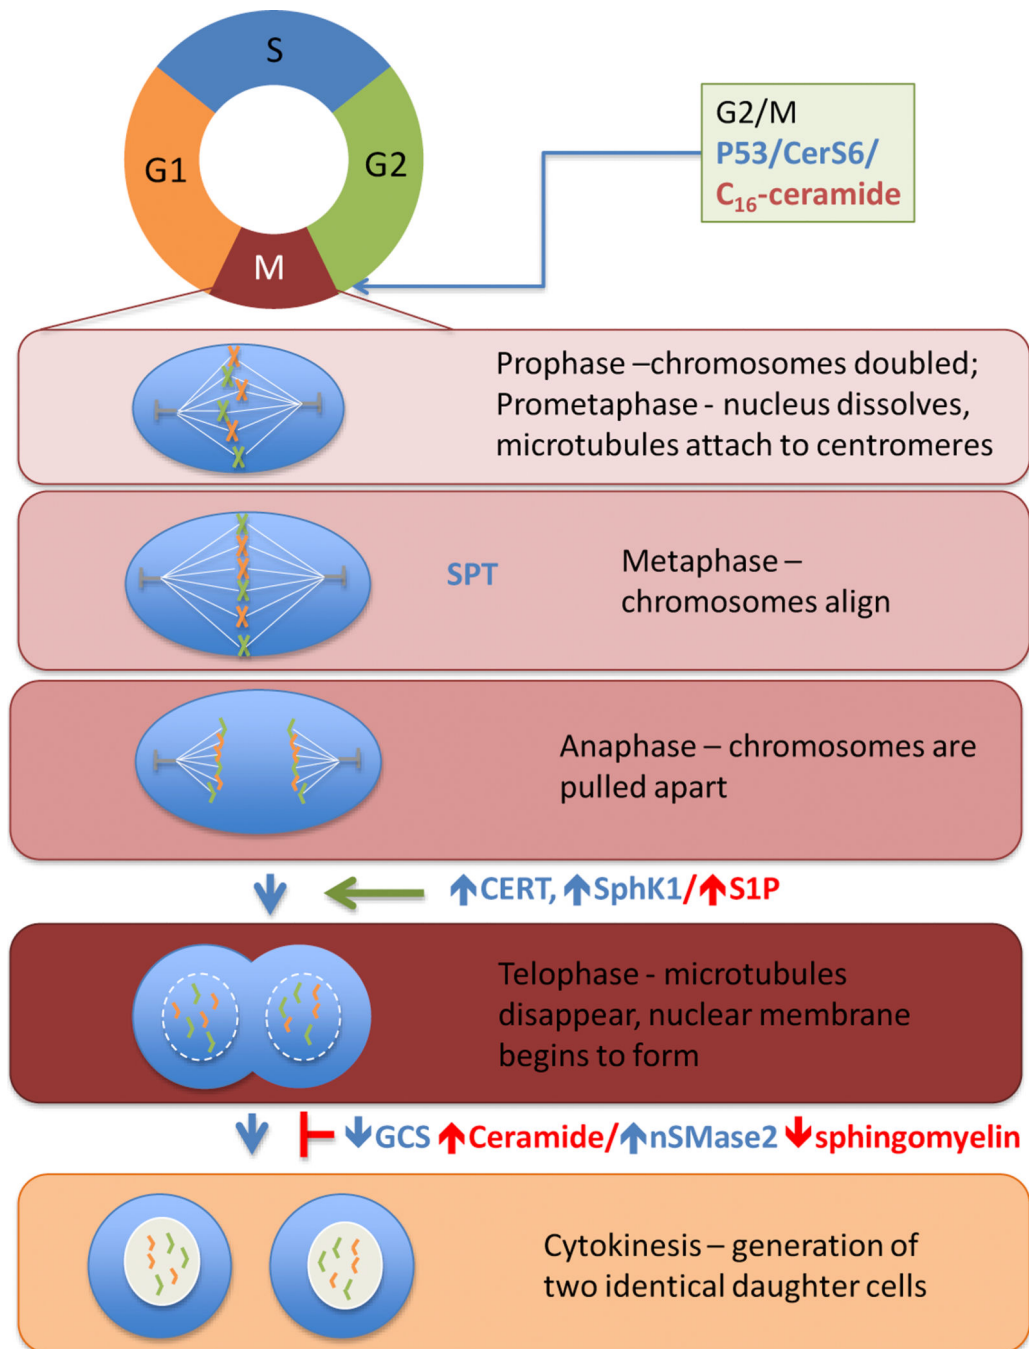 S
G1
G2
M
G2/M
P53/CerS6/
C₁₆-ceramide
Prophase –chromosomes doubled;
Prometaphase - nucleus dissolves,
microtubules attach to centromeres
SPT
Metaphase –
chromosomes align
Anaphase – chromosomes are
pulled apart
CERT, SphK1/ S1P
Telophase - microtubules
disappear, nuclear membrane
begins to form
GCS Ceramide/ nSMase2 sphingomyelin
Cytokinesis – generation of
two identical daughter cells